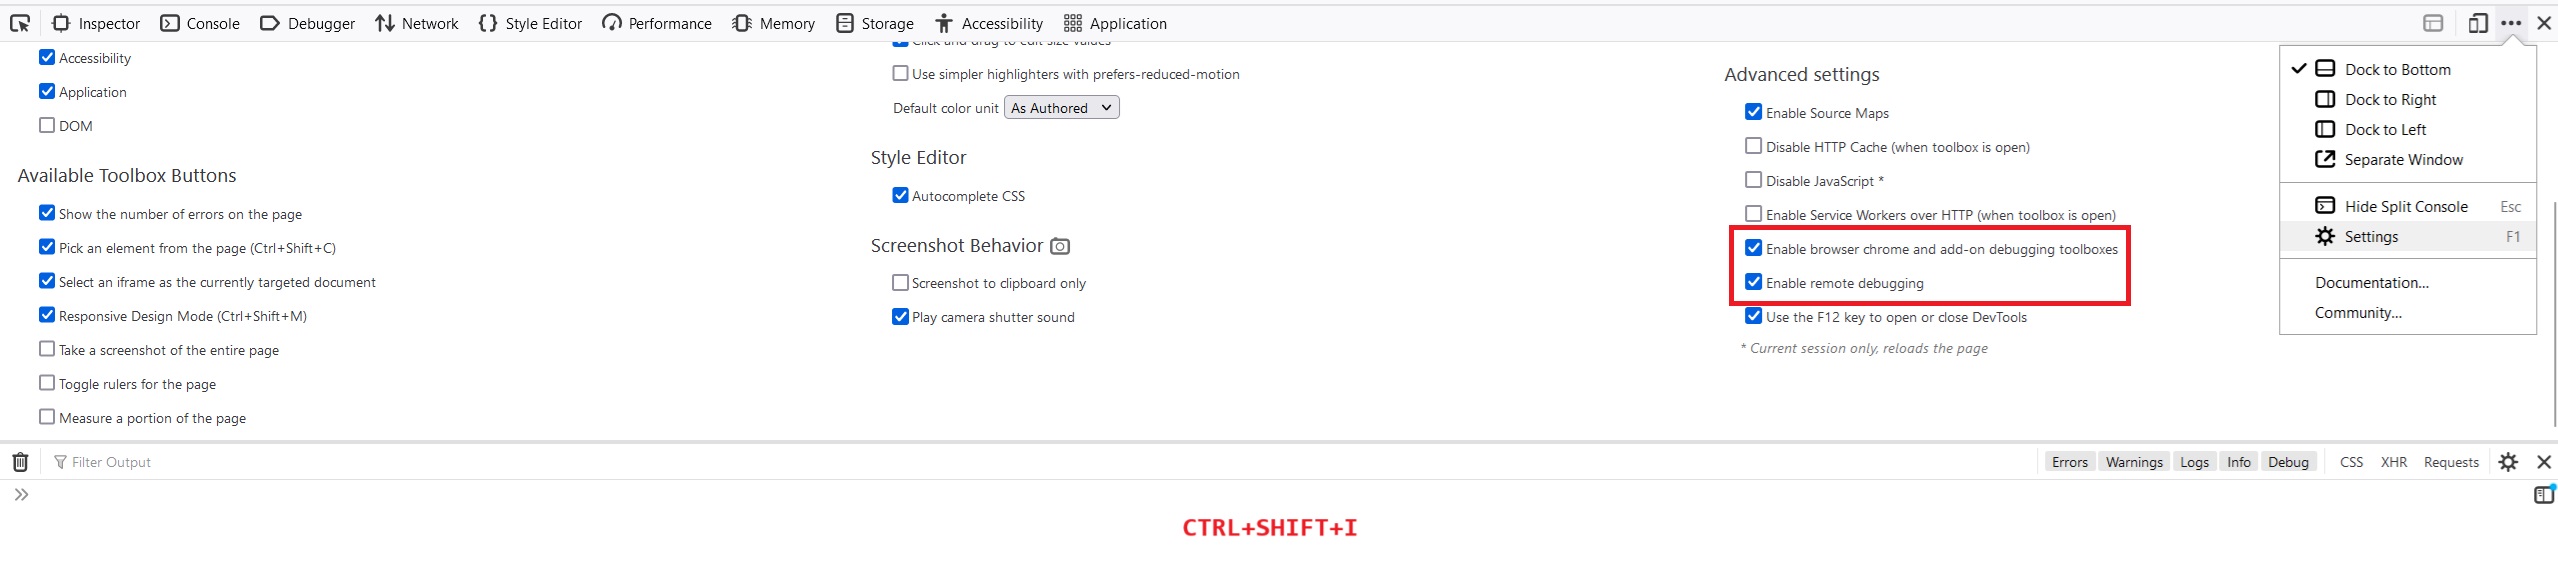 Inspector Console Debugger Network Style Editor Performance Memory Storage Accessibility Application
Accessibility
Application
DOM
Available Toolbox Buttons
Show the number of errors on the page
Pick an element from the page (Ctrl+Shift+C)
Select an iframe as the currently targeted document
Responsive Design Mode (Ctrl+Shift+M)
Take a screenshot of the entire page
Toggle rulers for the page
Measure a portion of the page
Click and drag to edit size values
Use simpler highlighters with prefers-reduced-motion
Default color unit As Authored
Style Editor
Autocomplete CSS
Screenshot Behavior
Screenshot to clipboard only
Play camera shutter sound
Advanced settings
Enable Source Maps
Disable HTTP Cache (when toolbox is open)
Disable JavaScript *
Enable Service Workers over HTTP (when toolbox is open)
Enable browser chrome and add-on debugging toolboxes
Enable remote debugging
Use the F12 key to open or close DevTools
* Current session only, reloads the page
Dock to Bottom
Dock to Right
Dock to Left
Separate Window
Hide Split Console Esc
Settings F1
Documentation...
Community...
Filter Output Errors Warnings Logs Info Debug CSS XHR Requests
CTRL+SHIFT+I